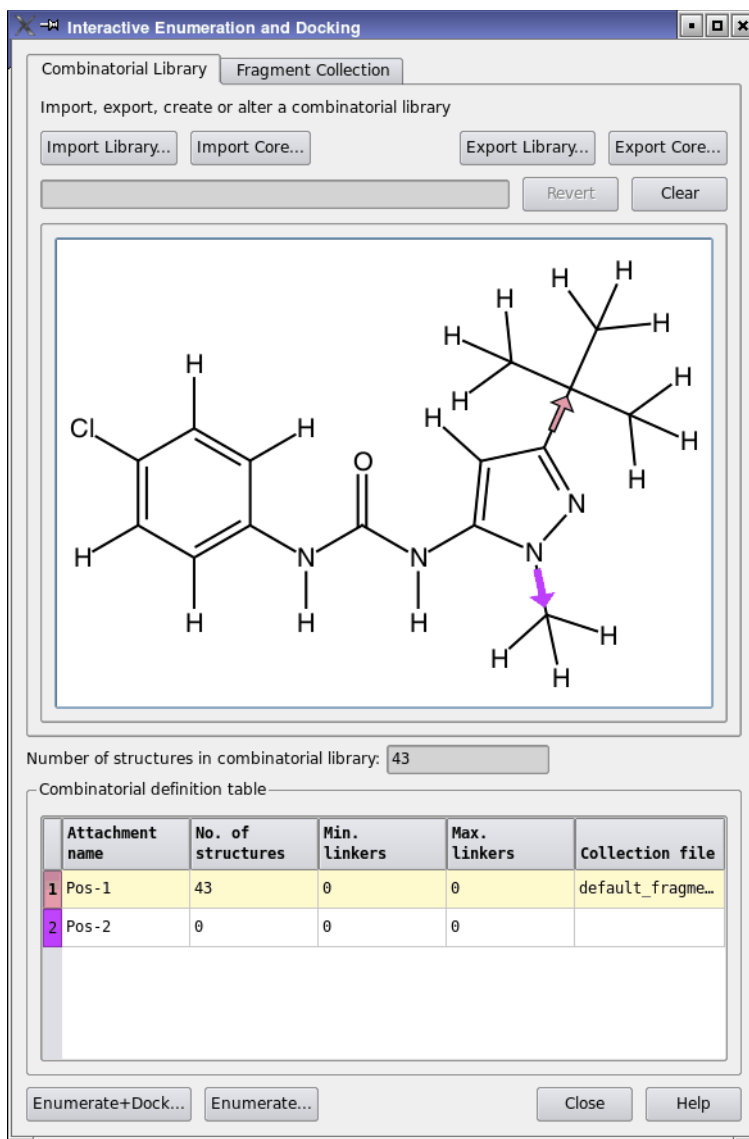 Interactive Enumeration and Docking
Combinatorial Library Fragment Collection
Import, export, create or alter a combinatorial library
Import Library... Import Core... Export Library... Export Core...
Revert Clear
H H
H
H
H H
H H
H
Cl H
O
H
N
H N N N
H H H H
H
H
Number of structures in combinatorial library: 43
Combinatorial definition table
Attachment name No. of structures Min. linkers Max. linkers Collection file
1 Pos-1 43 0 0 default_fragme…
2 Pos-2 0 0 0
Enumerate+Dock... Enumerate... Close Help